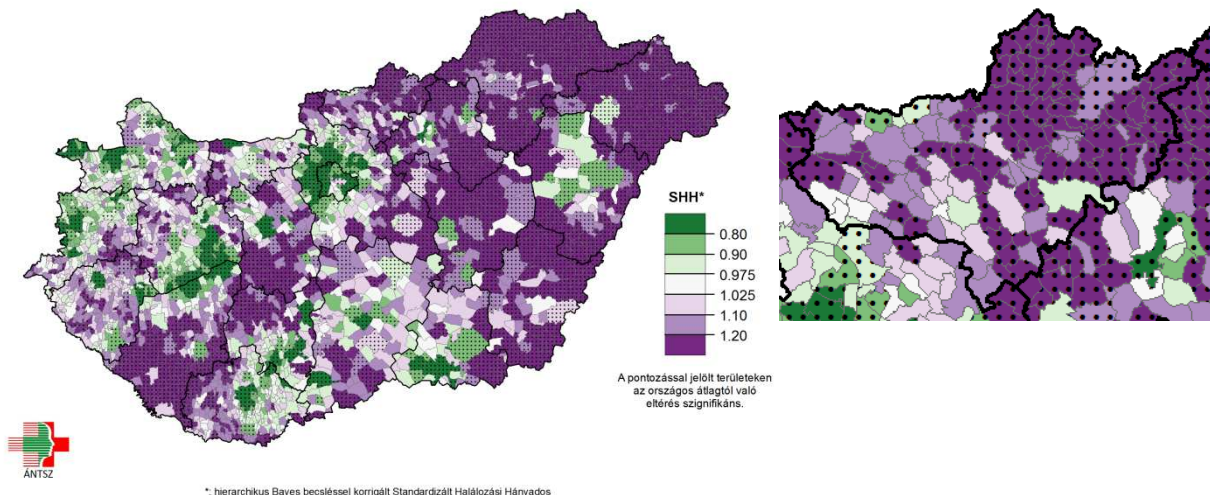 SHH*
0.80
0.90
0.975
1.025
1.10
1.20
A pontozással jelölt területeken
az országos átlagtól való
eltérés szignifikáns.
ÁNTSZ
*: hierarchikus Bayes becsléssel korrigált Standardizált Halálozási Hányados